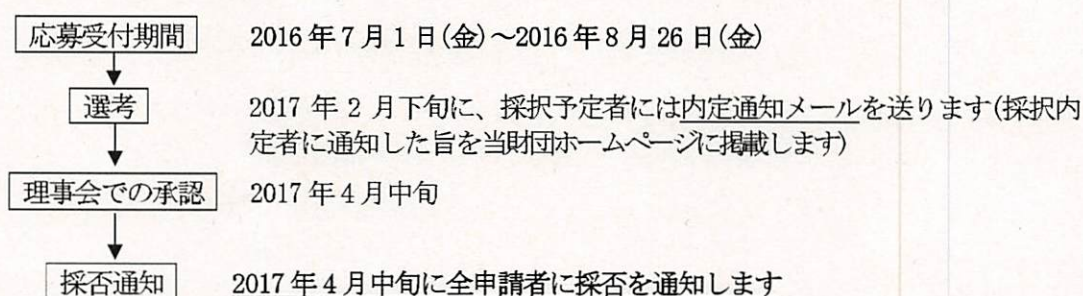 応募受付期間 2016年7月1日(金)～2016年8月26日(金)
選考 2017年2月下旬に、採択予定者には内定通知メールを送ります(採択内
定者に通知した旨を当財団ホームページに掲載します)
理事会での承認 2017年4月中旬
採否通知 2017年4月中旬に全申請者に採否を通知します